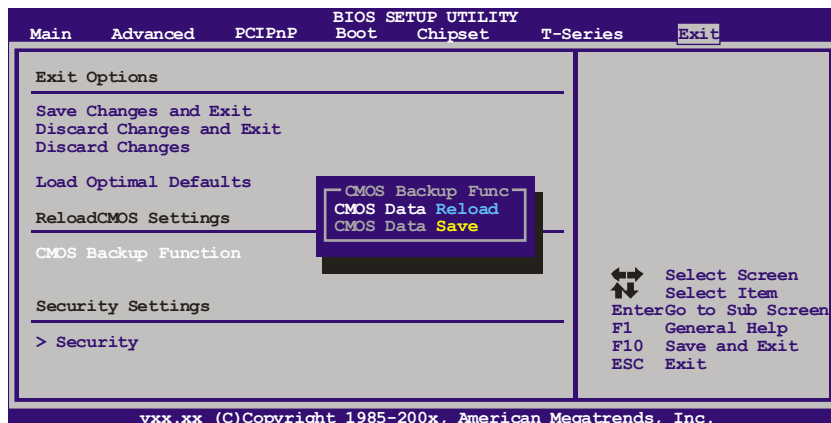 BIOS SETUP UTILITY
Main Advanced PCIPnP Boot Chipset T-Series Exit
Exit Options
Save Changes and Exit
Discard Changes and Exit
Discard Changes
Load Optimal Defaults
ReloadCMOS Settings
CMOS Backup Function
CMOS Backup Func
CMOS Data Reload
CMOS Data Save
Security Settings
> Security
Select Screen
Select Item
EnterGo to Sub Screen
F1 General Help
F10 Save and Exit
ESC Exit
vxx.xx (C)Copyright 1985-200x, American Megatrends, Inc.